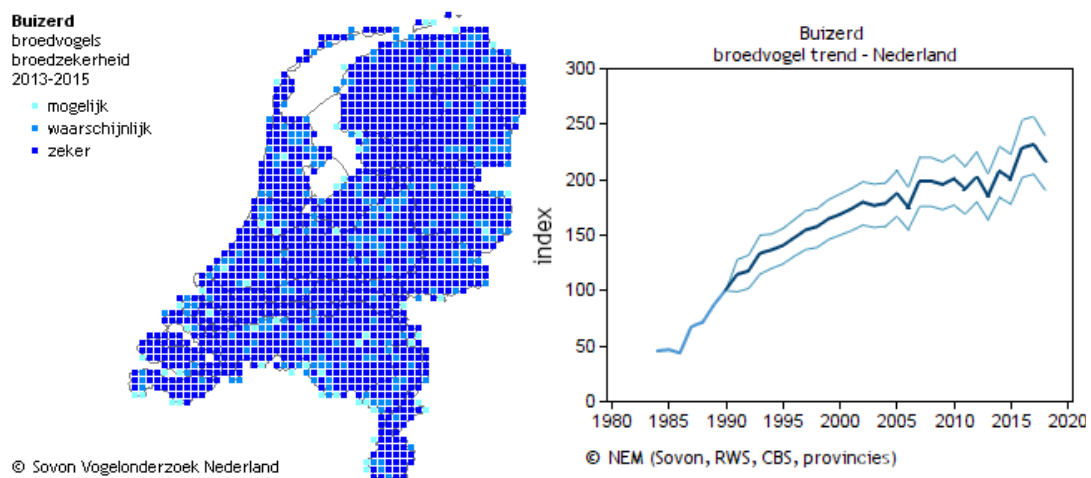 Buizerd
broedvogels
broedzekerheid
2013-2015
mogelijk
waarschijnlijk
zeker
© Sovon Vogelonderzoek Nederland
Buizerd
broedvogel trend - Nederland
300
250
200
150
100
50
0
index
1980 1985 1990 1995 2000 2005 2010 2015 2020
© NEM (Sovon, RWS, CBS, provincies)